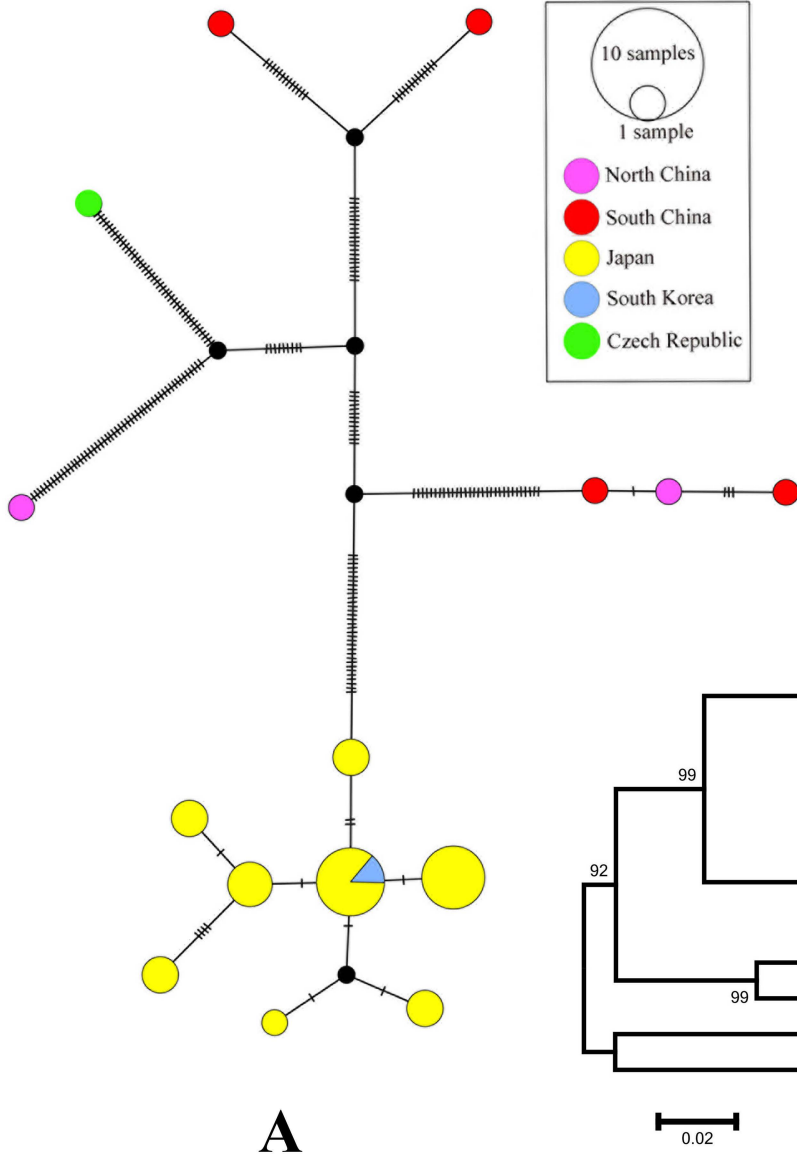 10 samples
1 sample
North China
South China
Japan
South Korea
Czech Republic
99
92
99
0.02
A